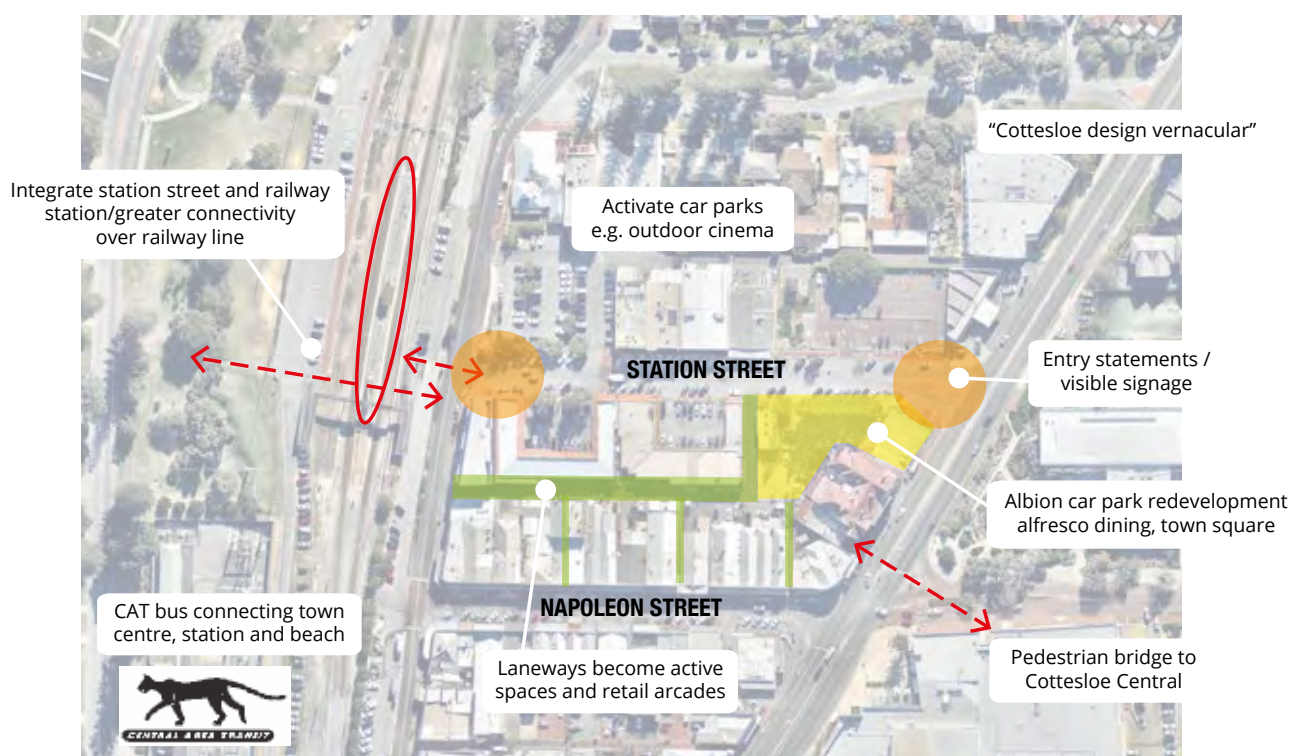 “Cottesloe design vernacular”
Integrate station street and railway
station/greater connectivity
over railway line
Activate car parks
e.g. outdoor cinema
STATION STREET
Entry statements /
visible signage
Albion car park redevelopment
alfresco dining, town square
NAPOLEON STREET
CAT bus connecting town
centre, station and beach
Laneways become active
spaces and retail arcades
Pedestrian bridge to
Cottesloe Central
CENTRAL AREA TRANSIT